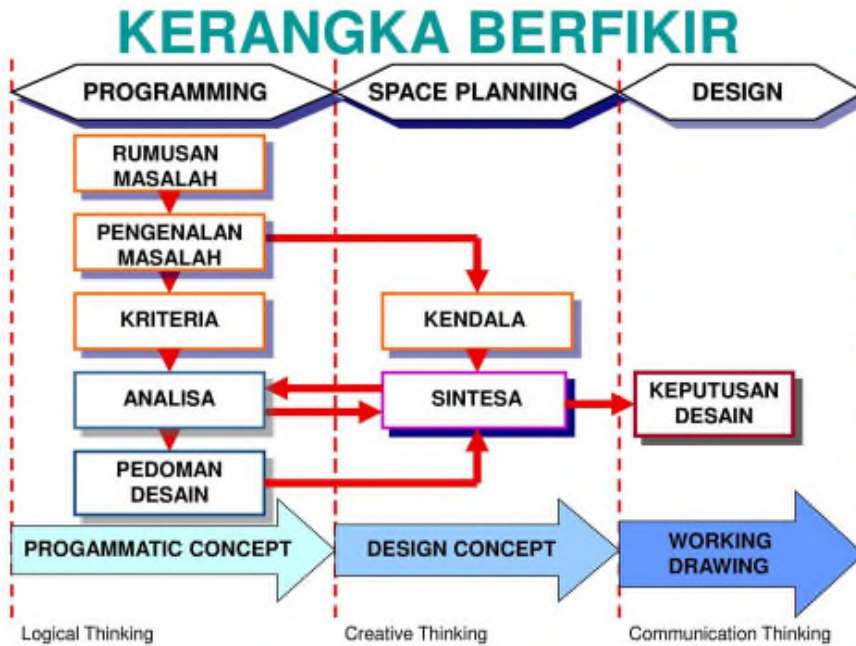 KERANGKA BERFIKIR
PROGRAMMING
SPACE PLANNING
DESIGN
RUMUSAN
MASALAH
PENGENALAN
MASALAH
KRITERIA
KENDALA
ANALISA
SINTESA
KEPUTUSAN
DESAIN
PEDOMAN
DESAIN
PROGAMMATIC CONCEPT
DESIGN CONCEPT
WORKING
DRAWING
Logical Thinking
Creative Thinking
Communication Thinking